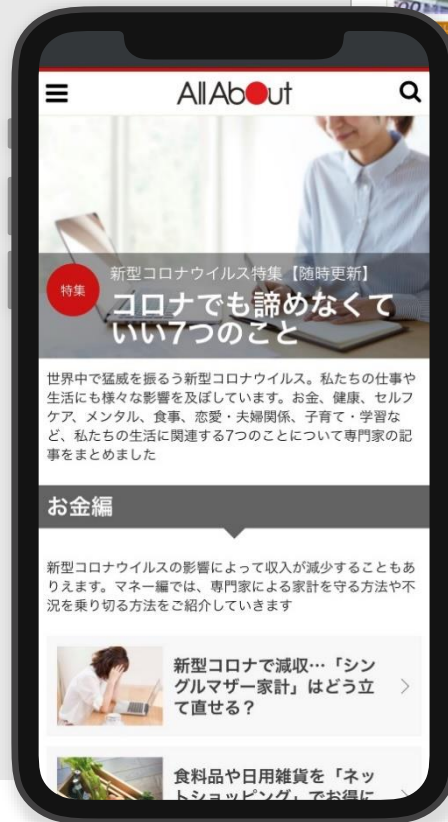 All About
新型コロナウイルス特集【随時更新】
特集
コロナでも諦めなくて
いい7つのこと
世界中で猛威を振るう新型コロナウイルス。私たちの仕事や
生活にも様々な影響を及ぼしています。お金、健康、セルフ
ケア、メンタル、食事、恋愛・夫婦関係、子育て・学習な
ど、私たちの生活に関連する7つのことについて専門家の記
事をまとめました
お金編
新型コロナウイルスの影響によって収入が減少することもあ
りえます。マネー編では、専門家による家計を守る方法や不
況を乗り切る方法をご紹介していきます
新型コロナで減収…「シン
グルマザー家計」はどう立
て直せる？
食料品や日用雑貨を「ネッ
トショッピング」でお得に